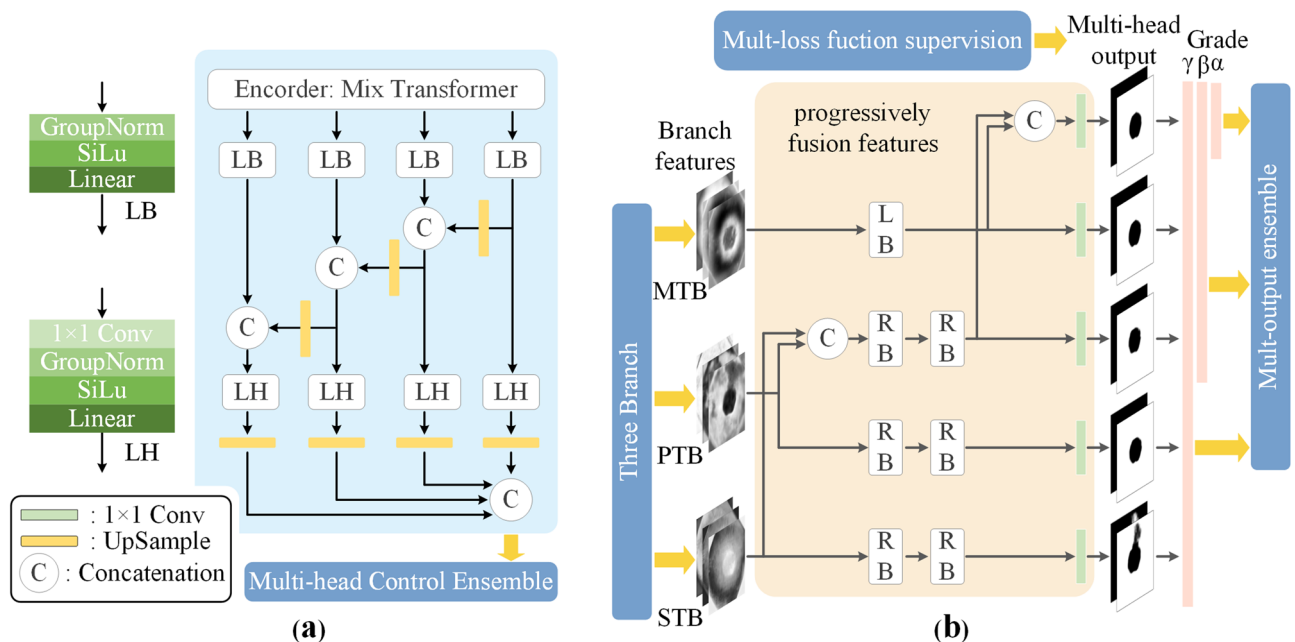 GroupNorm
SiLu
Linear
LB
1×1 Conv
GroupNorm
SiLu
Linear
LH
: 1×1 Conv
: UpSample
C : Concatenation
Encorder: Mix Transformer
LB LB LB LB
C
C
C
LH LH LH LH
C
Multi-head Control Ensemble
(a)
Mult-loss fuction supervision
Multi-head
output
Grade
γ β α
Three Branch
Branch
features
MTB
PTB
STB
progressively
fusion features
C
L
B
C
R
B
R
B
R
B
R
B
R
B
R
B
Mult-output ensemble
(b)